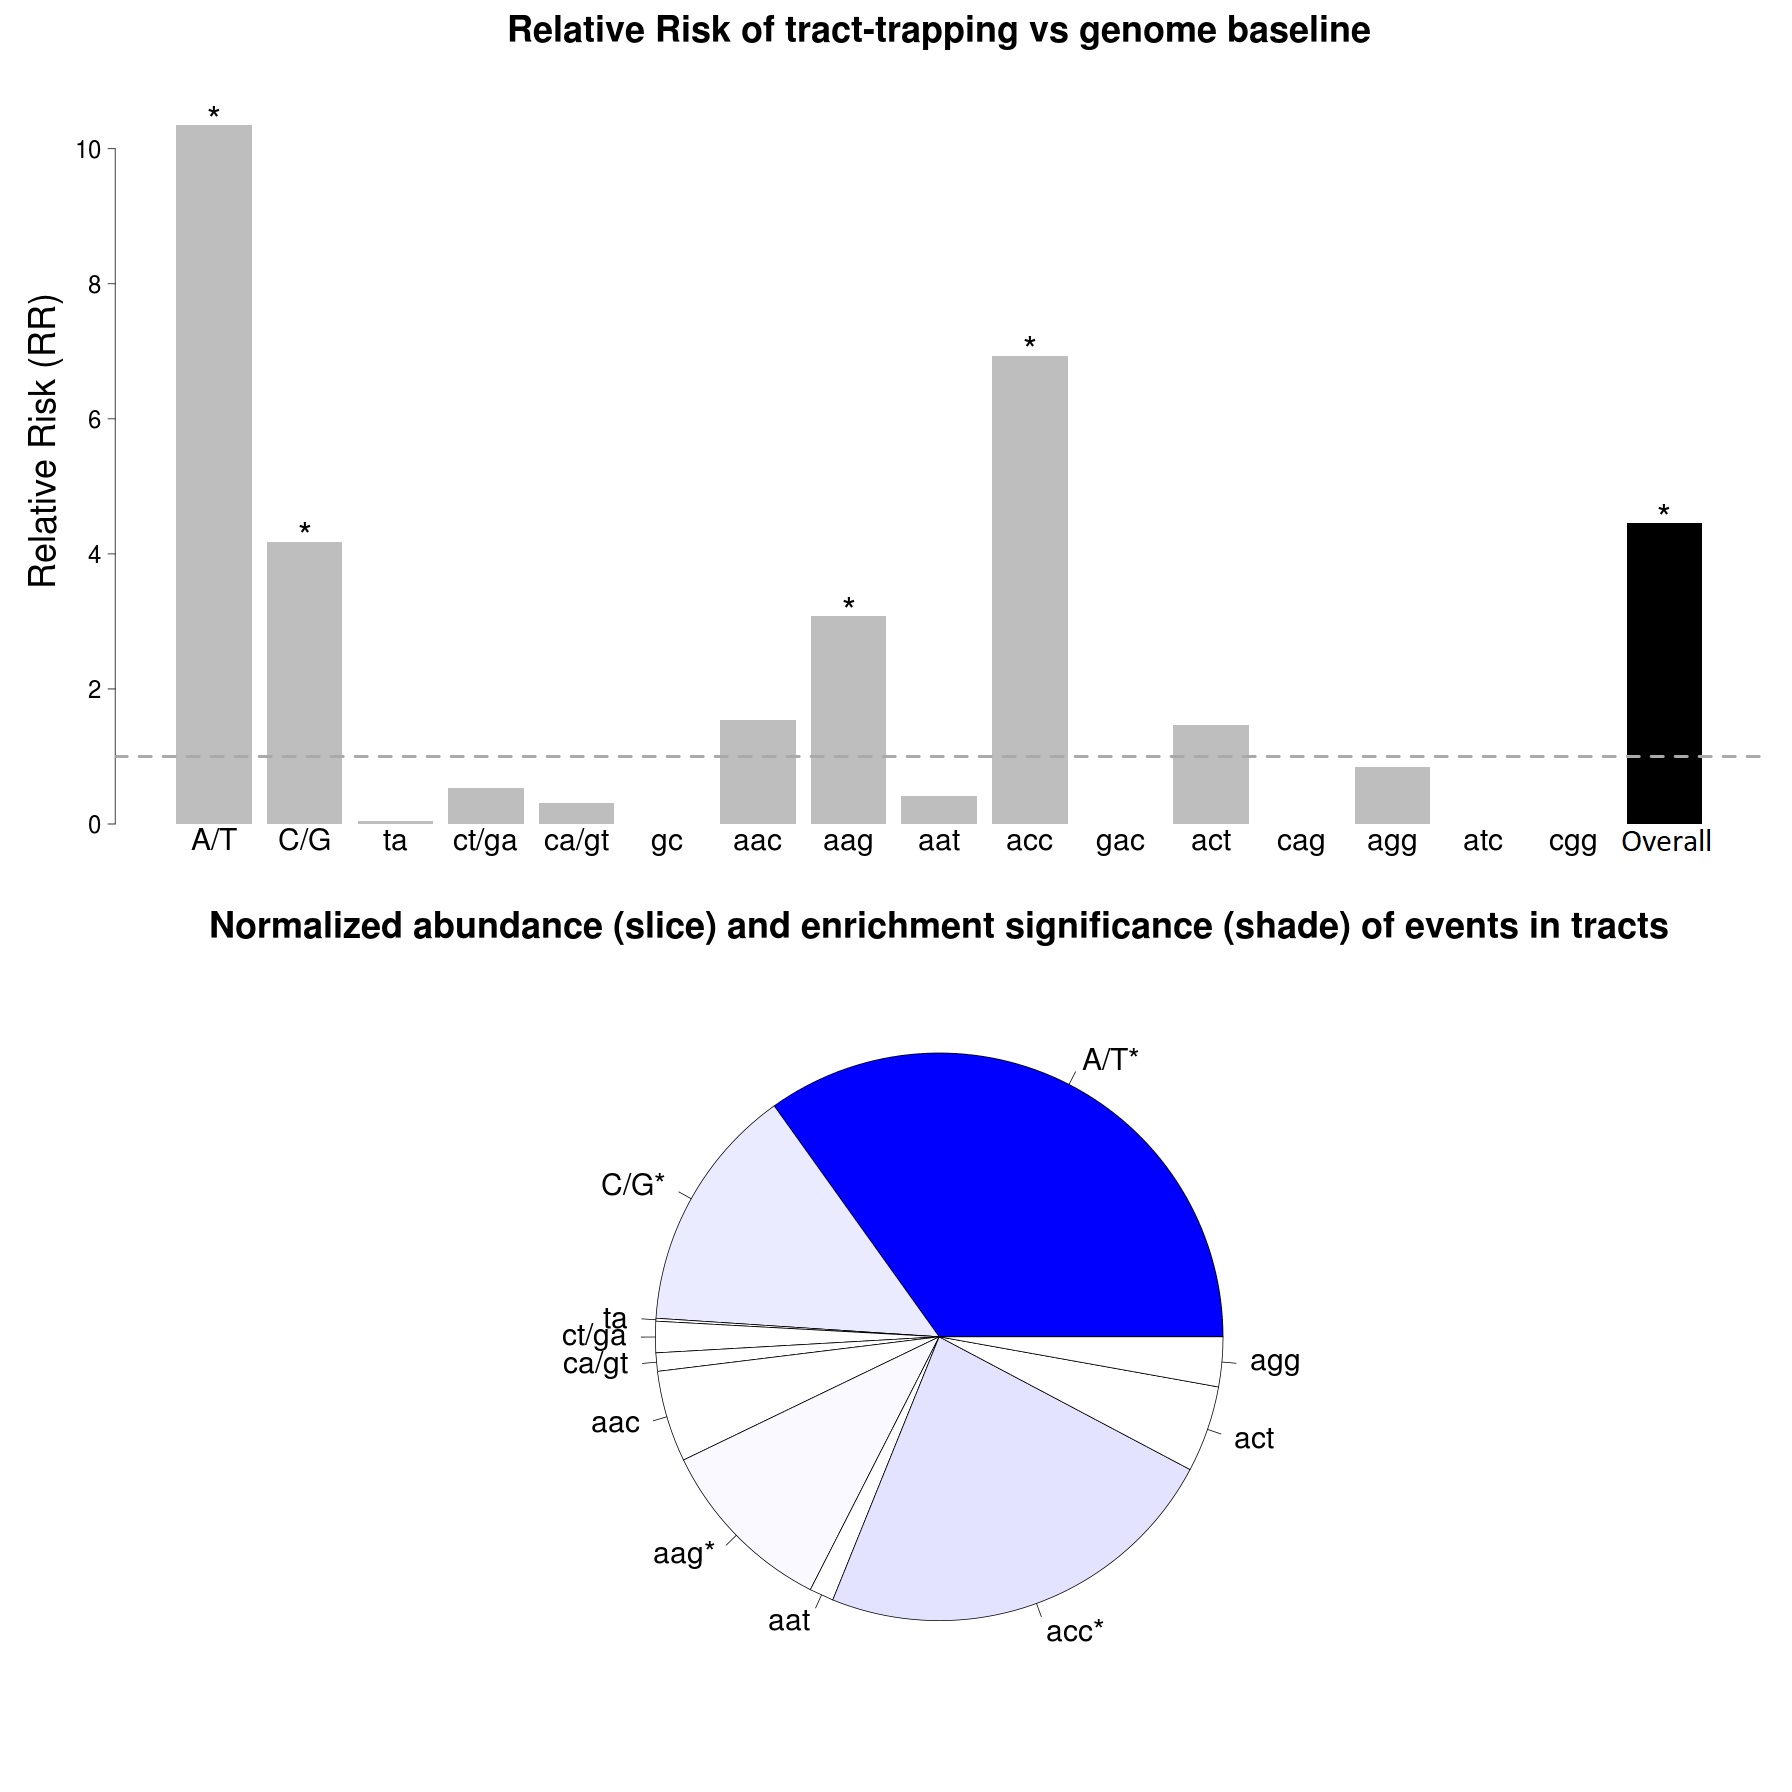 Relative Risk of tract-trapping vs genome baseline
*
10
8
*
6
Relative Risk (RR)
*
*
4
*
2
0
A/T C/G ta ct/ga ca/gt gc aac aag aat acc gac act cag agg atc cgg Overall
Normalized abundance (slice) and enrichment significance (shade) of events in tracts
A/T*
C/G*
ta
ct/ga
ca/gt
agg
aac
act
aag*
aat
acc*